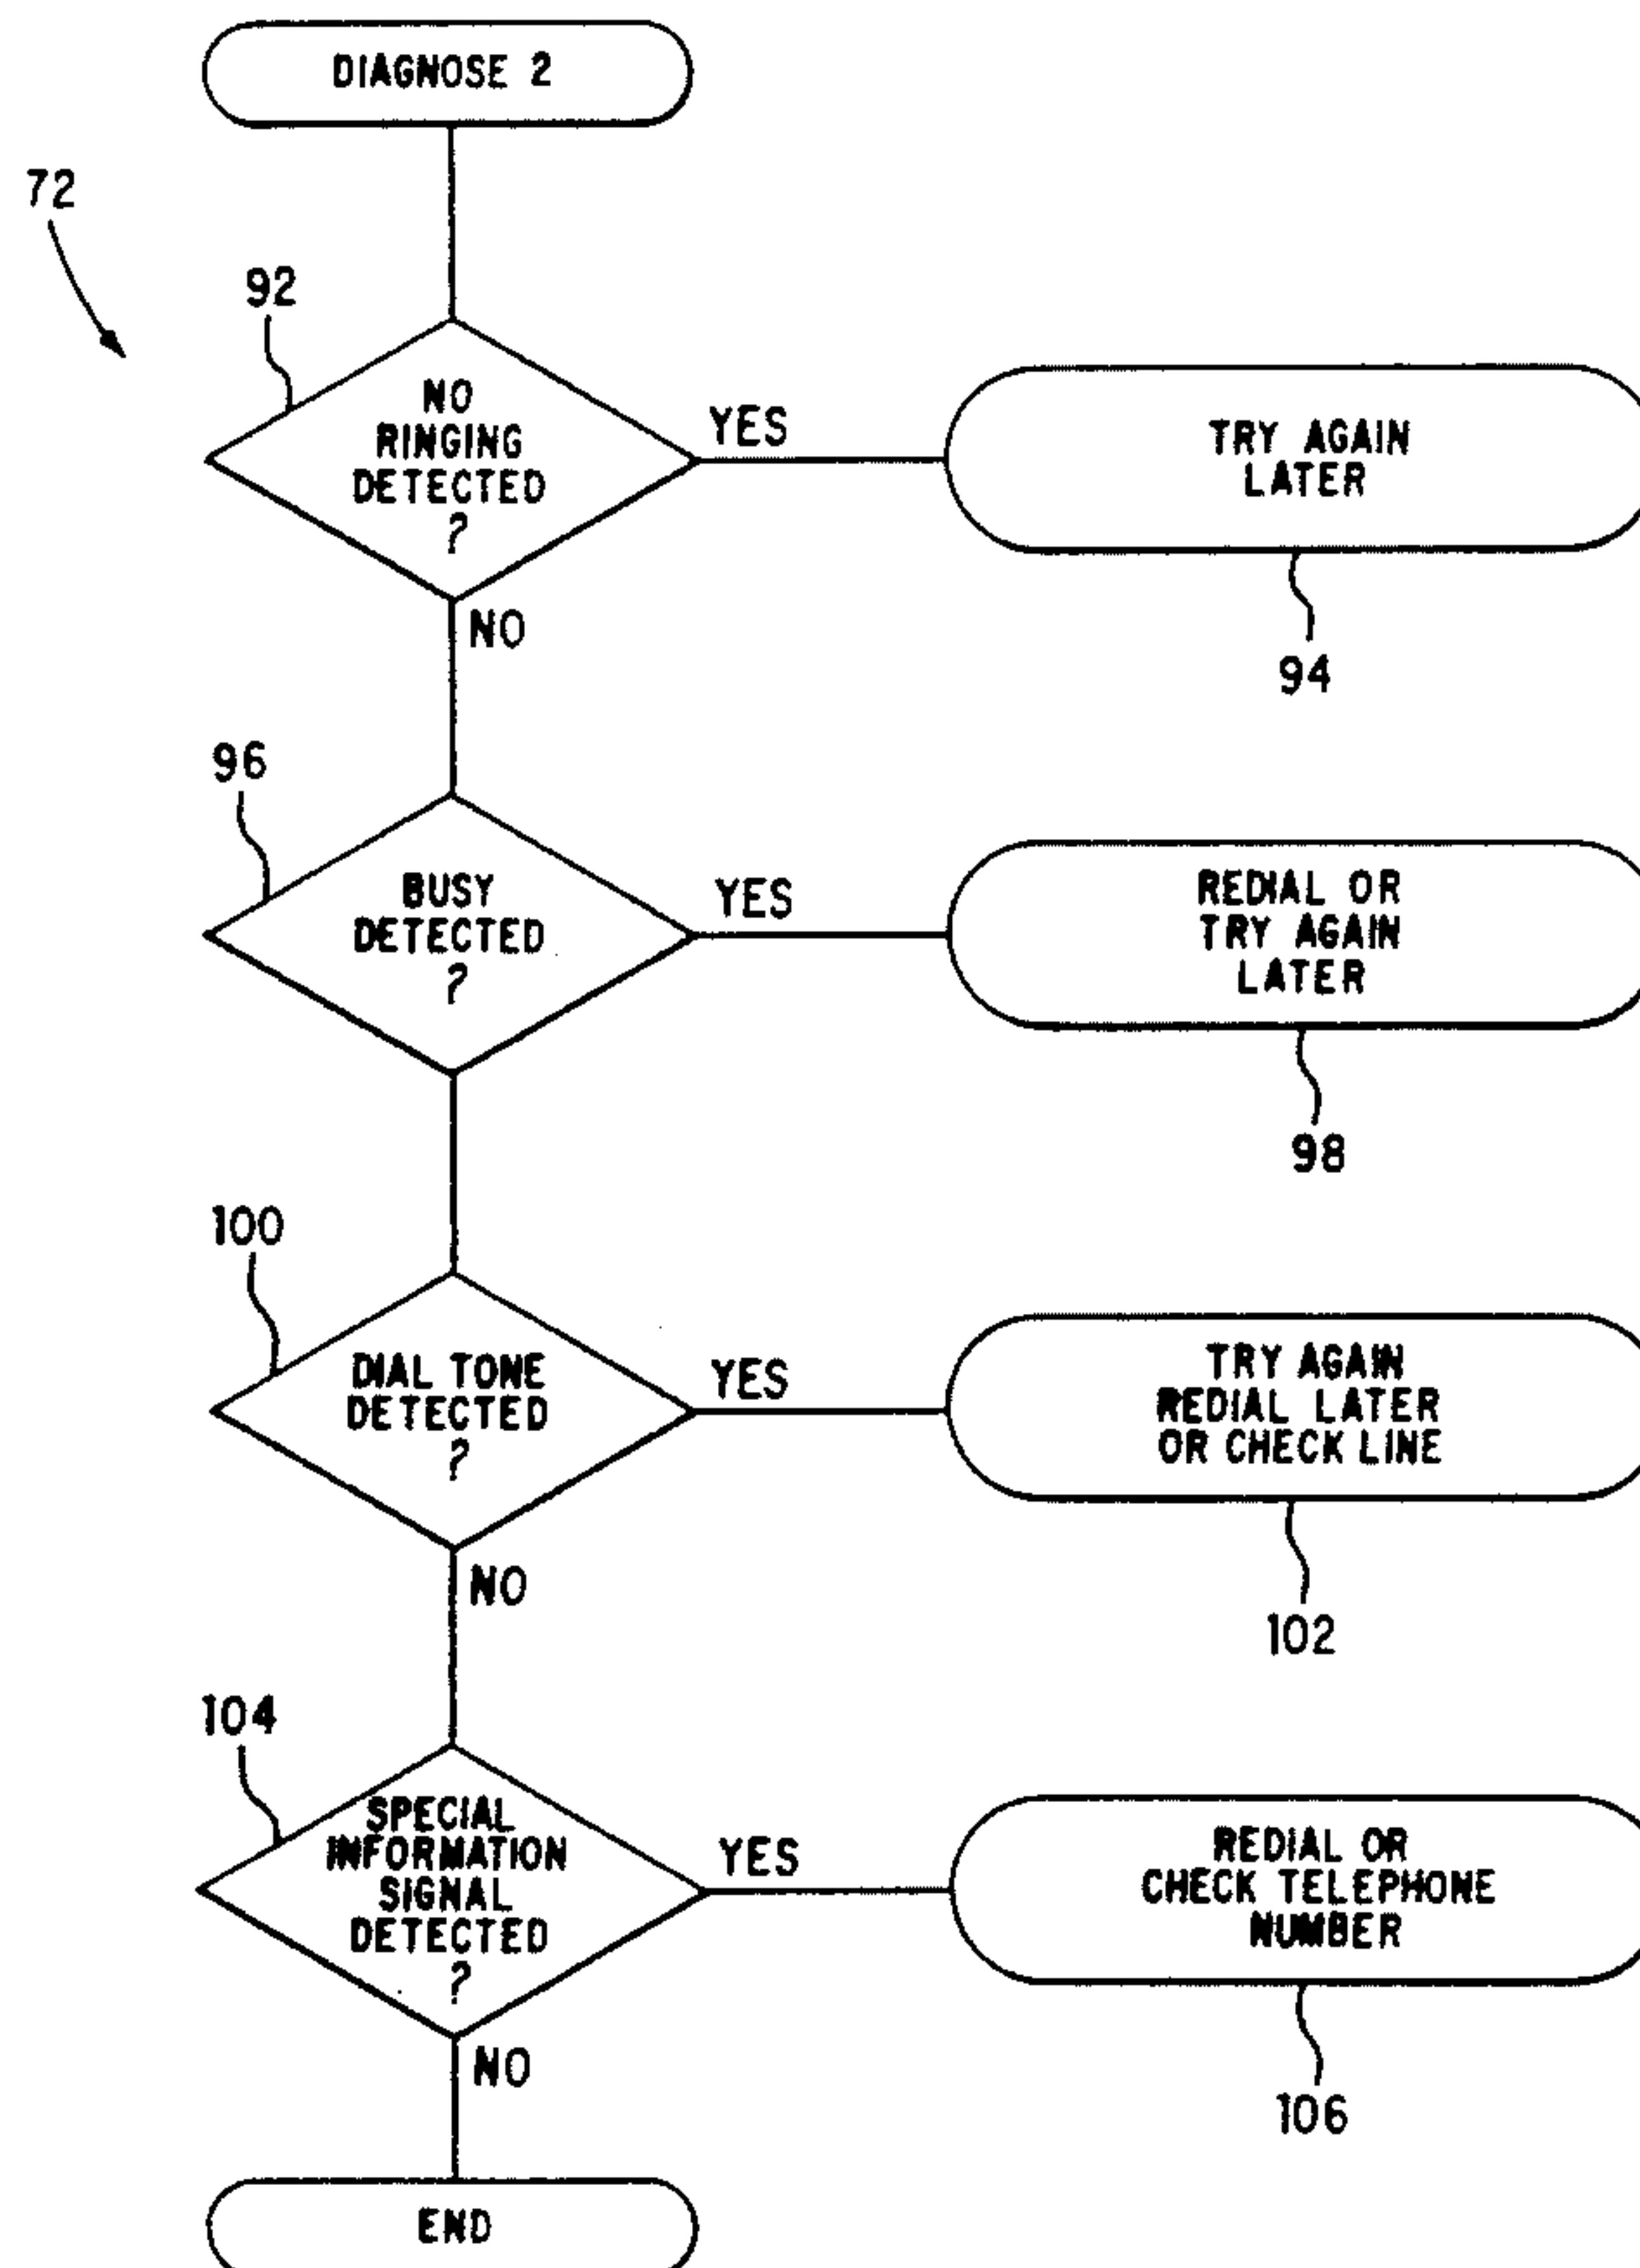 DIAGNOSE 2
72
92
NO
RINGING
DETECTED
?
YES
TRY AGAIN
LATER
94
NO
96
BUSY
DETECTED
?
YES
REDIAL OR
TRY AGAIN
LATER
98
100
DIAL TONE
DETECTED
?
YES
TRY AGAIN
REDIAL LATER
OR CHECK LINE
102
NO
104
SPECIAL
INFORMATION
SIGNAL
DETECTED
?
YES
REDIAL OR
CHECK TELEPHONE
NUMBER
106
NO
END